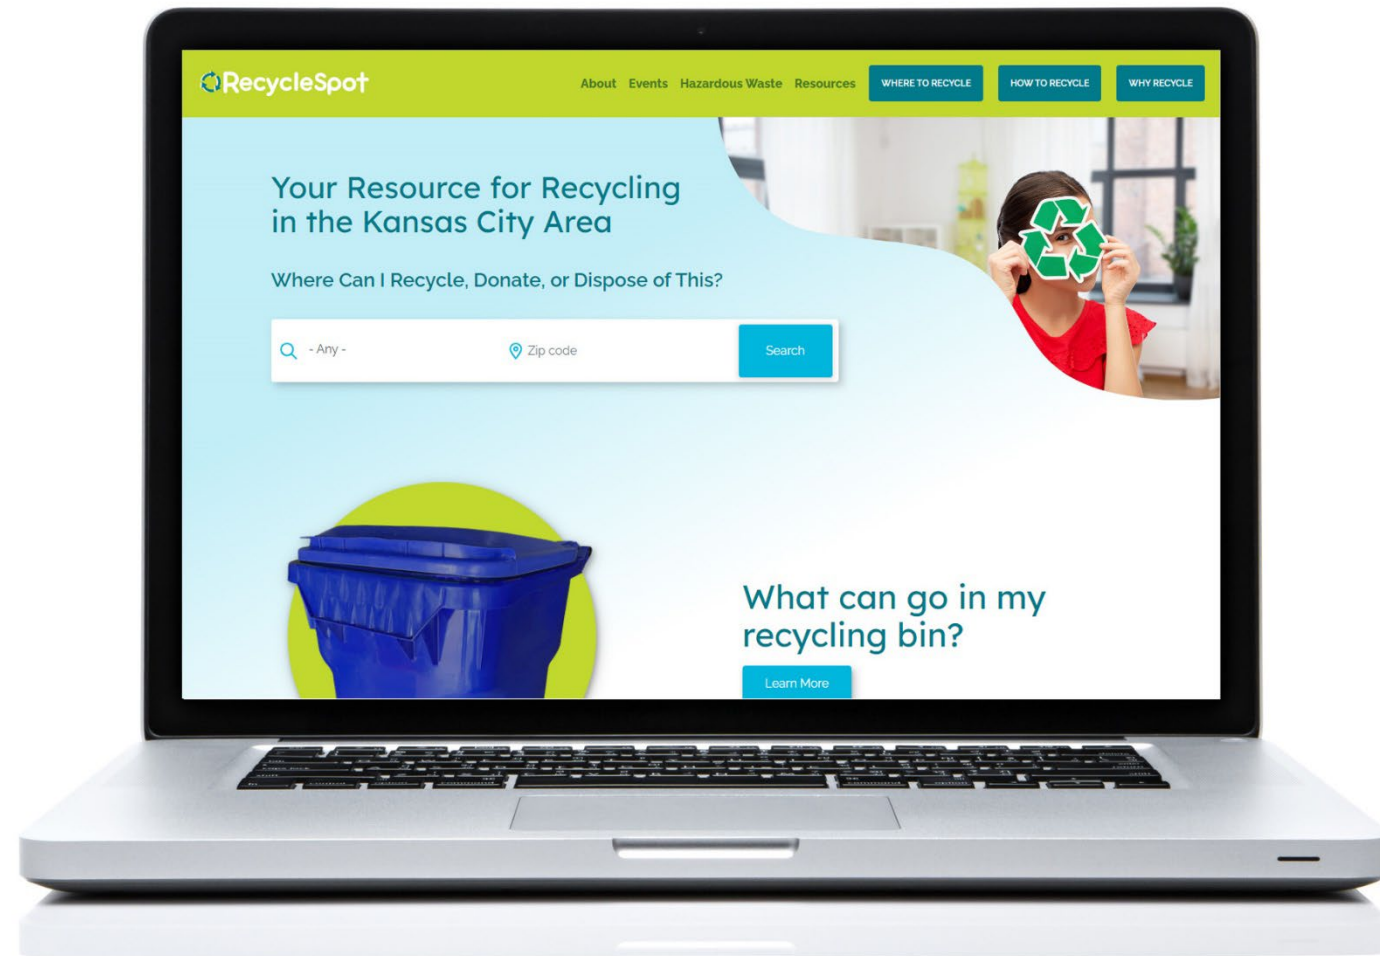 RecycleSpot
About Events Hazardous Waste Resources WHERE TO RECYCLE HOW TO RECYCLE WHY RECYCLE
Your Resource for Recycling
in the Kansas City Area
Where Can I Recycle, Donate, or Dispose of This?
- Any - Zip code Search
What can go in my
recycling bin?
Learn More